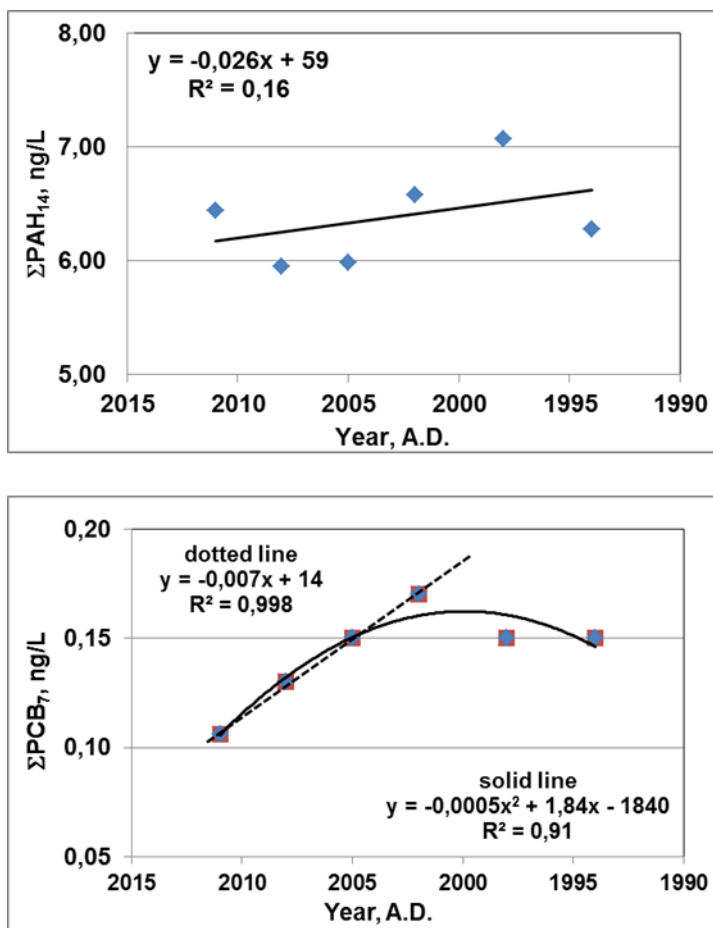 8,00
y = -0,026x + 59
R² = 0,16
7,00
6,00
5,00
ΣPAH₁₄, ng/L
2015 2010 2005 2000 1995 1990
Year, A.D.
0,20
dotted line
y = -0,007x + 14
R² = 0,998
0,15
0,10
ΣPCB₇, ng/L
solid line
y = -0,0005x² + 1,84x - 1840
R² = 0,91
0,05
2015 2010 2005 2000 1995 1990
Year, A.D.